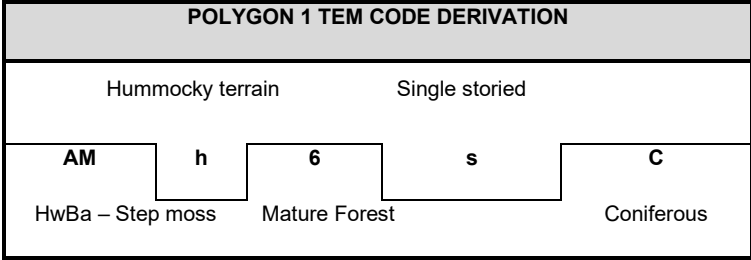 POLYGON 1 TEM CODE DERIVATION
Hummocky terrain Single storied
AM h 6 s C
HwBa – Step moss Mature Forest Coniferous